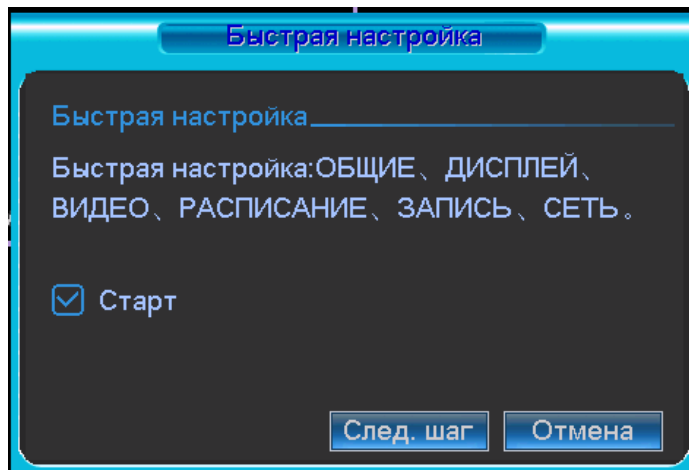 Быстрая настройка
Быстрая настройка
Быстрая настройка:ОБЩИЕ、ДИСПЛЕЙ、
ВИДЕО、РАСПИСАНИЕ、ЗАПИСЬ、СЕТЬ。
Старт
След. шаг Отмена